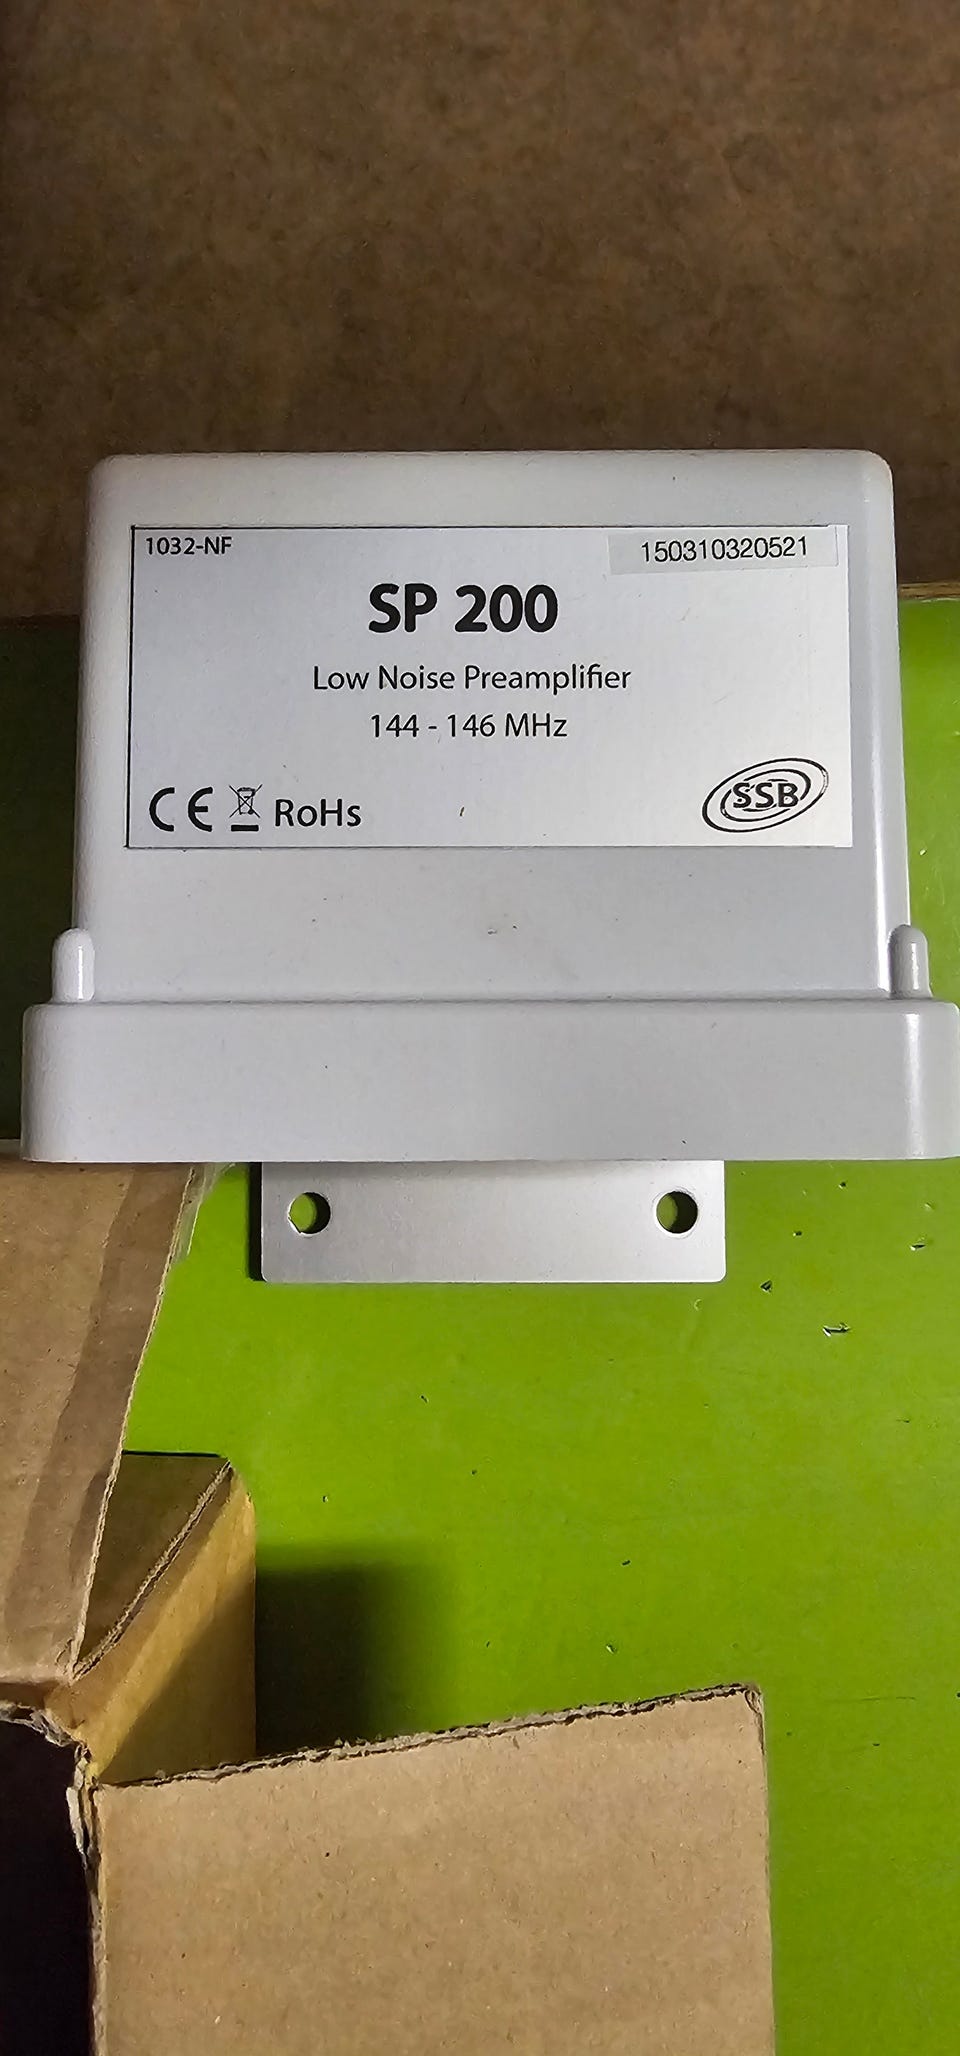 1032-NF
150310320521
SP 200
Low Noise Preamplifier
144 - 146 MHz
CE RoHs
SSB